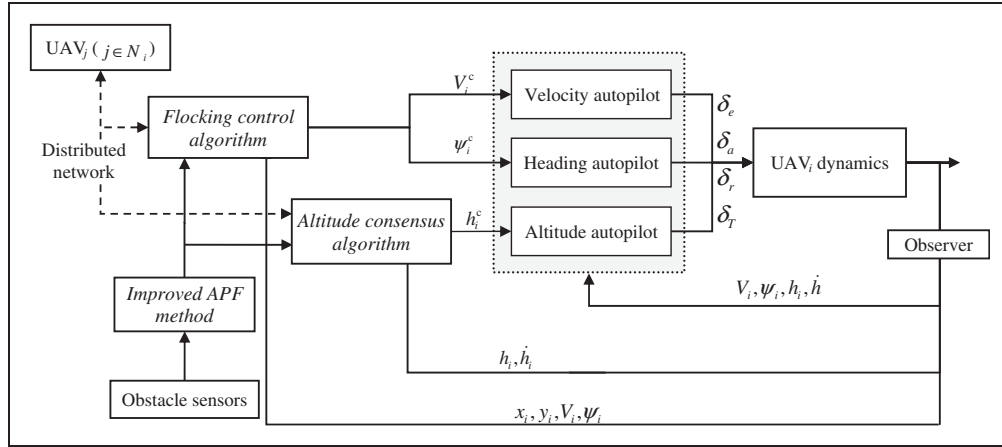 UAVⱼ ( j ∈ Nᵢ )
Flocking control
algorithm
Distributed
network
Altitude consensus
algorithm
Improved APF
method
Obstacle sensors
Vᵢᶜ
ψᵢᶜ
hᵢᶜ
Velocity autopilot
Heading autopilot
Altitude autopilot
δₑ
δₐ
δᵣ
δ_T
UAVᵢ dynamics
Observer
Vᵢ, ψᵢ, hᵢ, ḣ
hᵢ, ḣᵢ
xᵢ, yᵢ, Vᵢ, ψᵢ